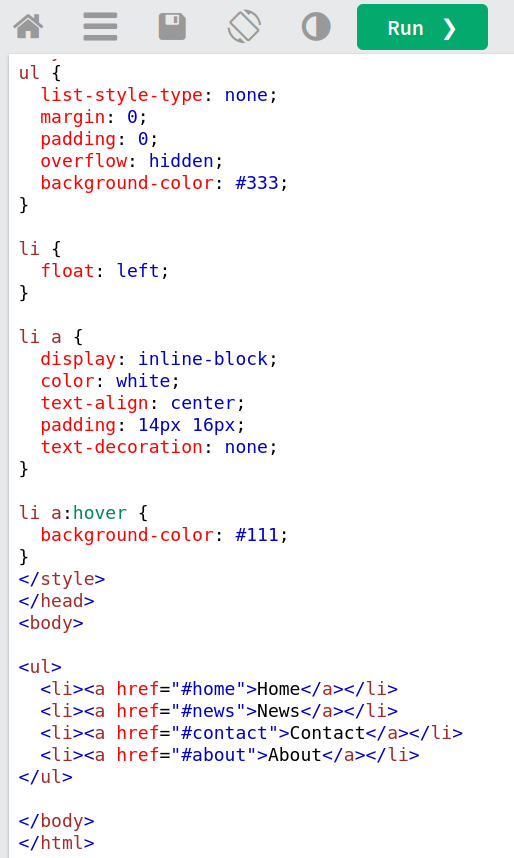 Run ❯
ul {
  list-style-type: none;
  margin: 0;
  padding: 0;
  overflow: hidden;
  background-color: #333;
}

li {
  float: left;
}

li a {
  display: inline-block;
  color: white;
  text-align: center;
  padding: 14px 16px;
  text-decoration: none;
}

li a:hover {
  background-color: #111;
}
</style>
</head>
<body>

<ul>
  <li><a href="#home">Home</a></li>
  <li><a href="#news">News</a></li>
  <li><a href="#contact">Contact</a></li>
  <li><a href="#about">About</a></li>
</ul>

</body>
</html>